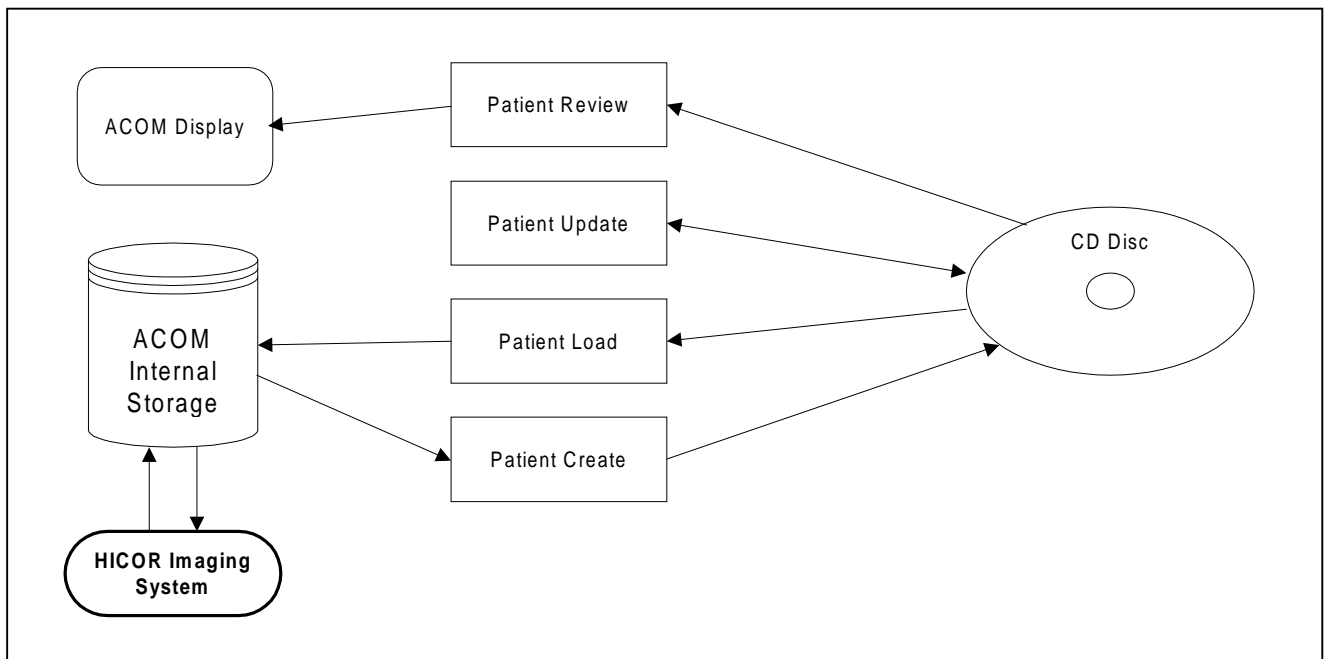 Patient Review
ACOM Display
Patient Update
CD Disc
ACOM
Internal
Storage
Patient Load
Patient Create
HICOR Imaging
System